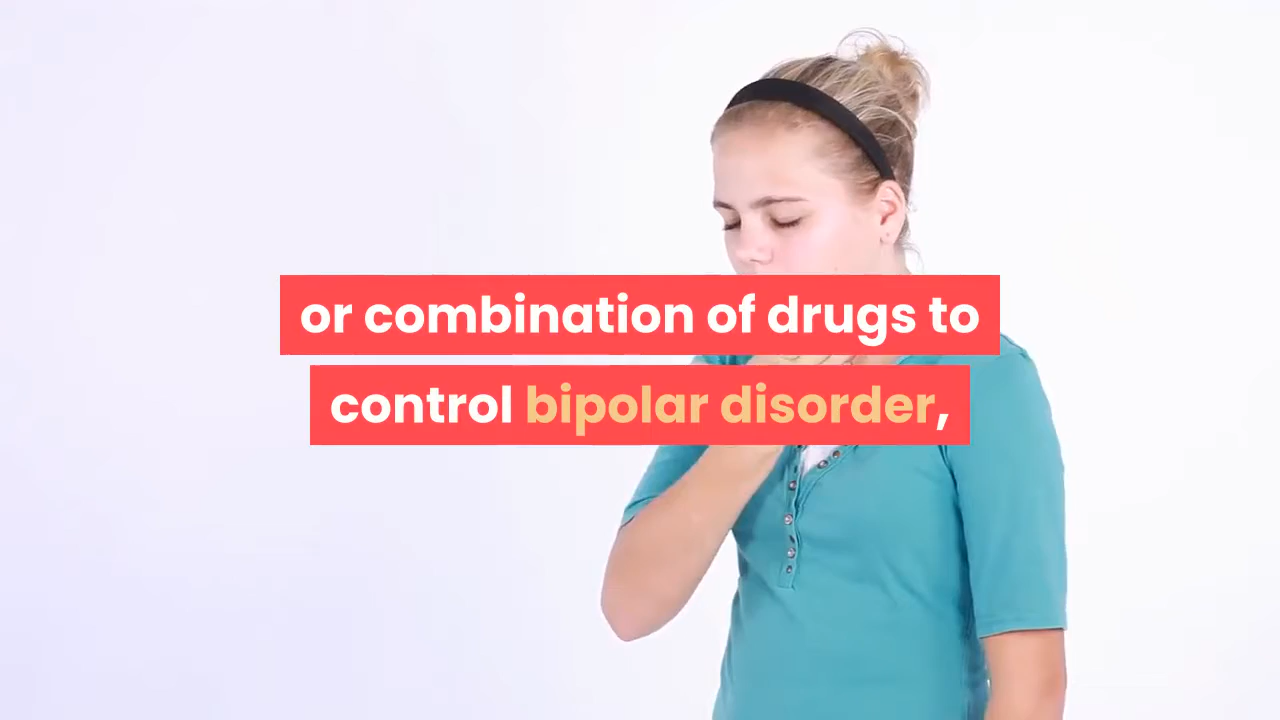 or combination of drugs to
control bipolar disorder,